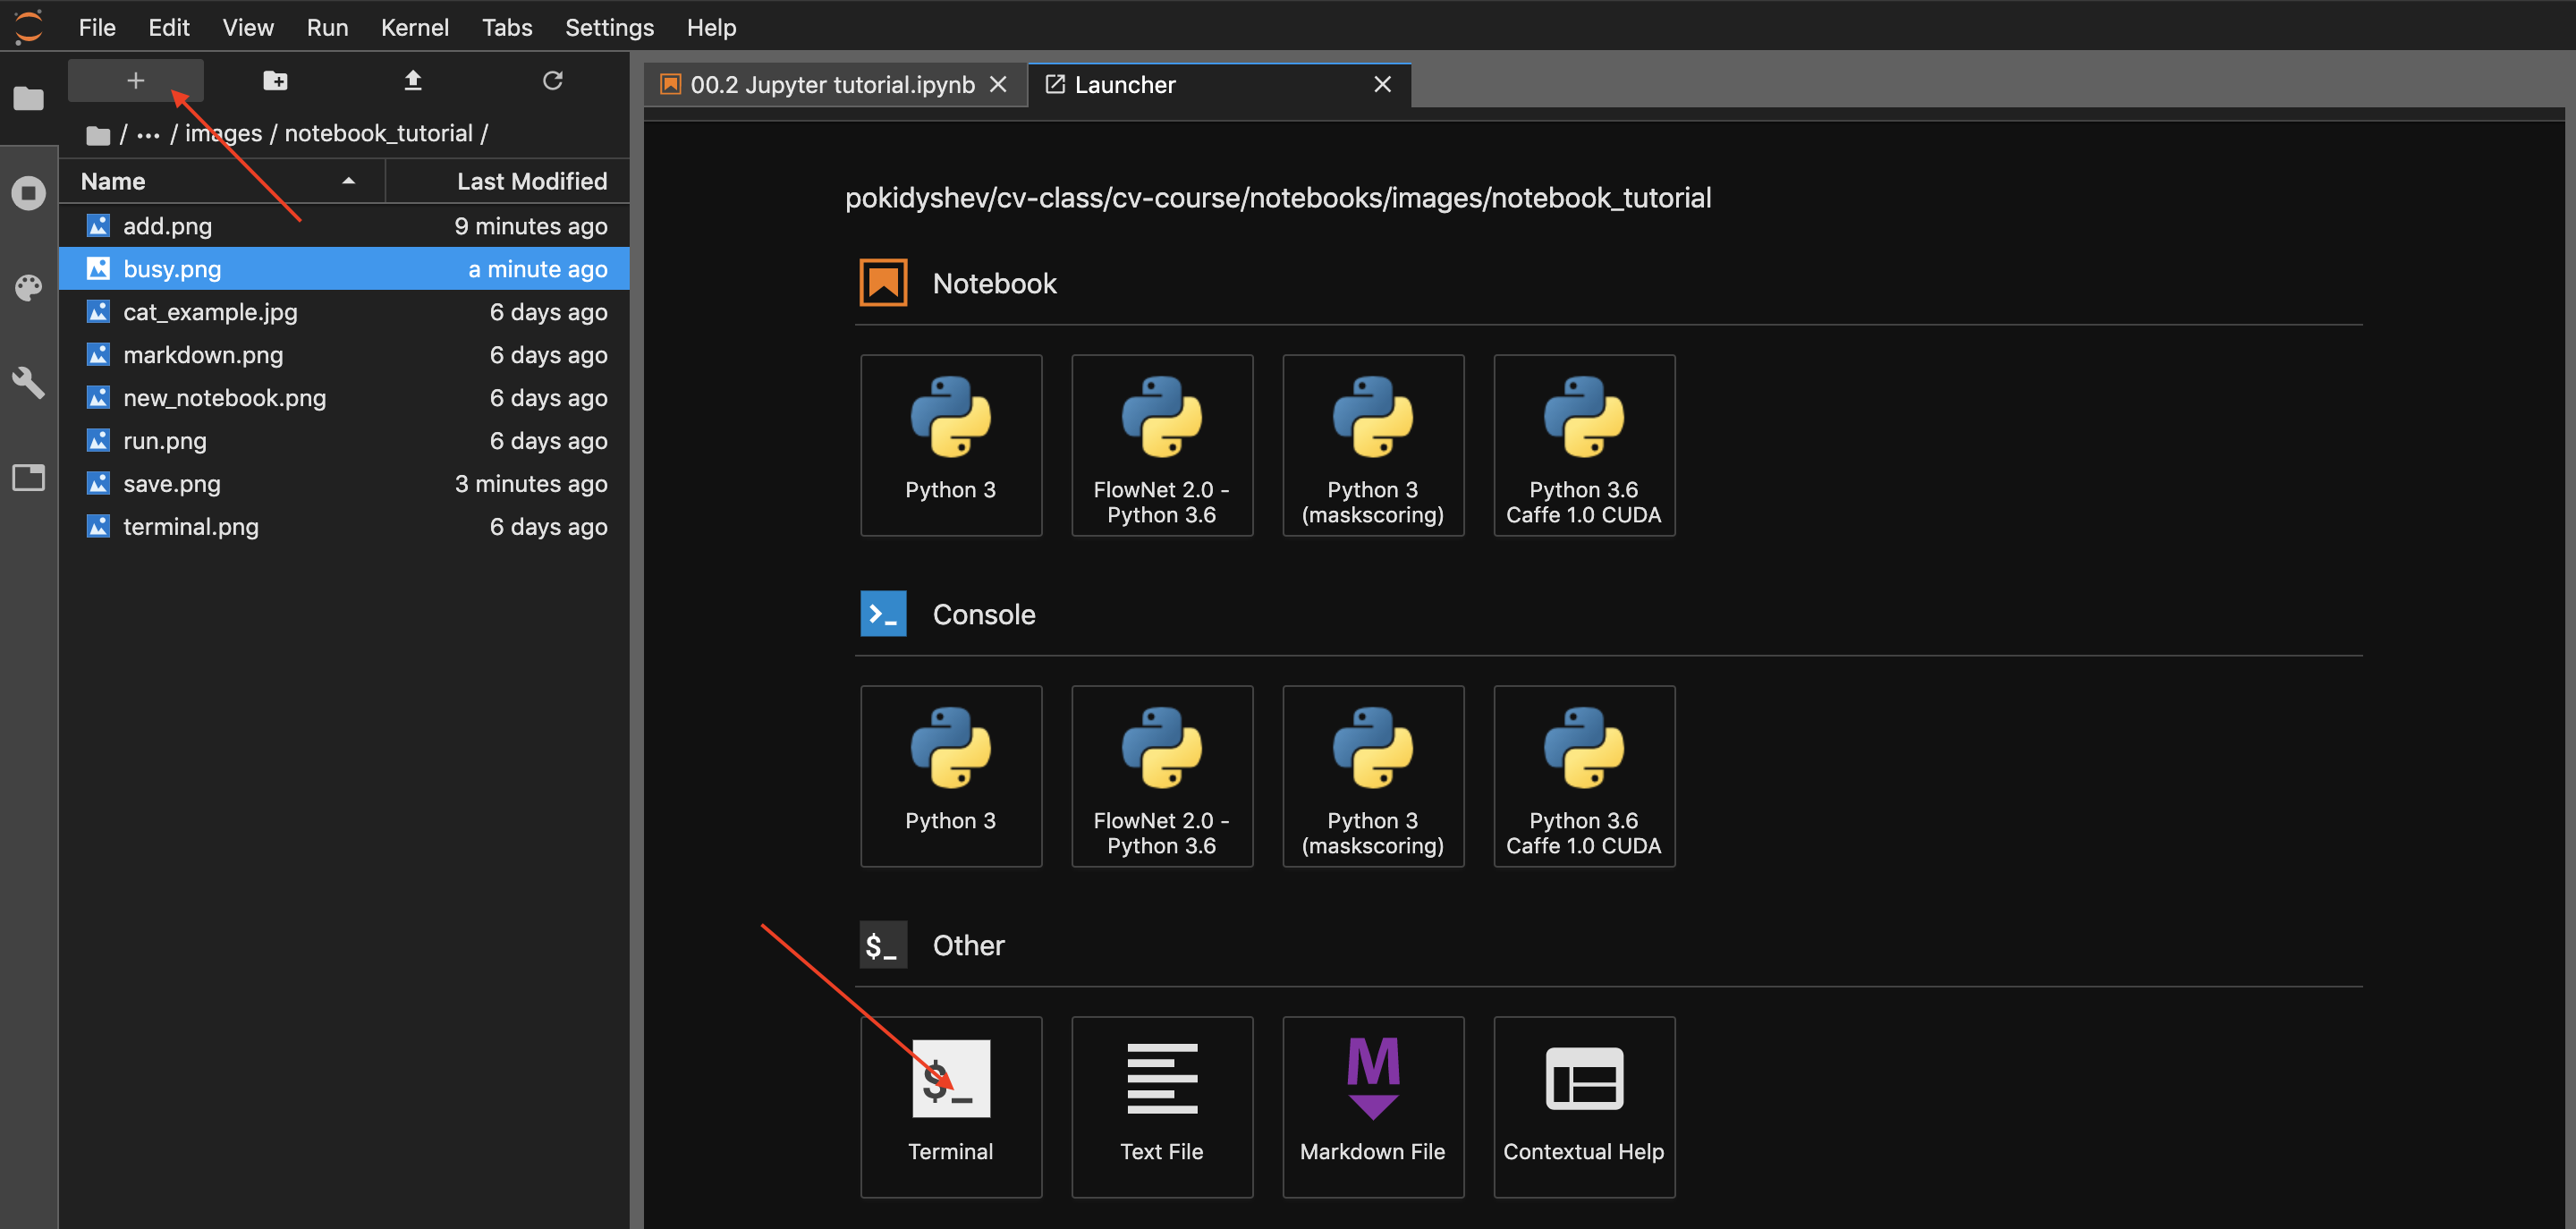 File Edit View Run Kernel Tabs Settings Help
00.2 Jupyter tutorial.ipynb
Launcher
/ ··· / images / notebook_tutorial /
Name Last Modified
add.png 9 minutes ago
busy.png a minute ago
cat_example.jpg 6 days ago
markdown.png 6 days ago
new_notebook.png 6 days ago
run.png 6 days ago
save.png 3 minutes ago
terminal.png 6 days ago
pokidyshev/cv-class/cv-course/notebooks/images/notebook_tutorial
Notebook
Python 3
FlowNet 2.0 -
Python 3.6
Python 3
(maskscoring)
Python 3.6
Caffe 1.0 CUDA
>_ Console
Python 3
FlowNet 2.0 -
Python 3.6
Python 3
(maskscoring)
Python 3.6
Caffe 1.0 CUDA
$_ Other
$_
Terminal
Text File
M
Markdown File
Contextual Help